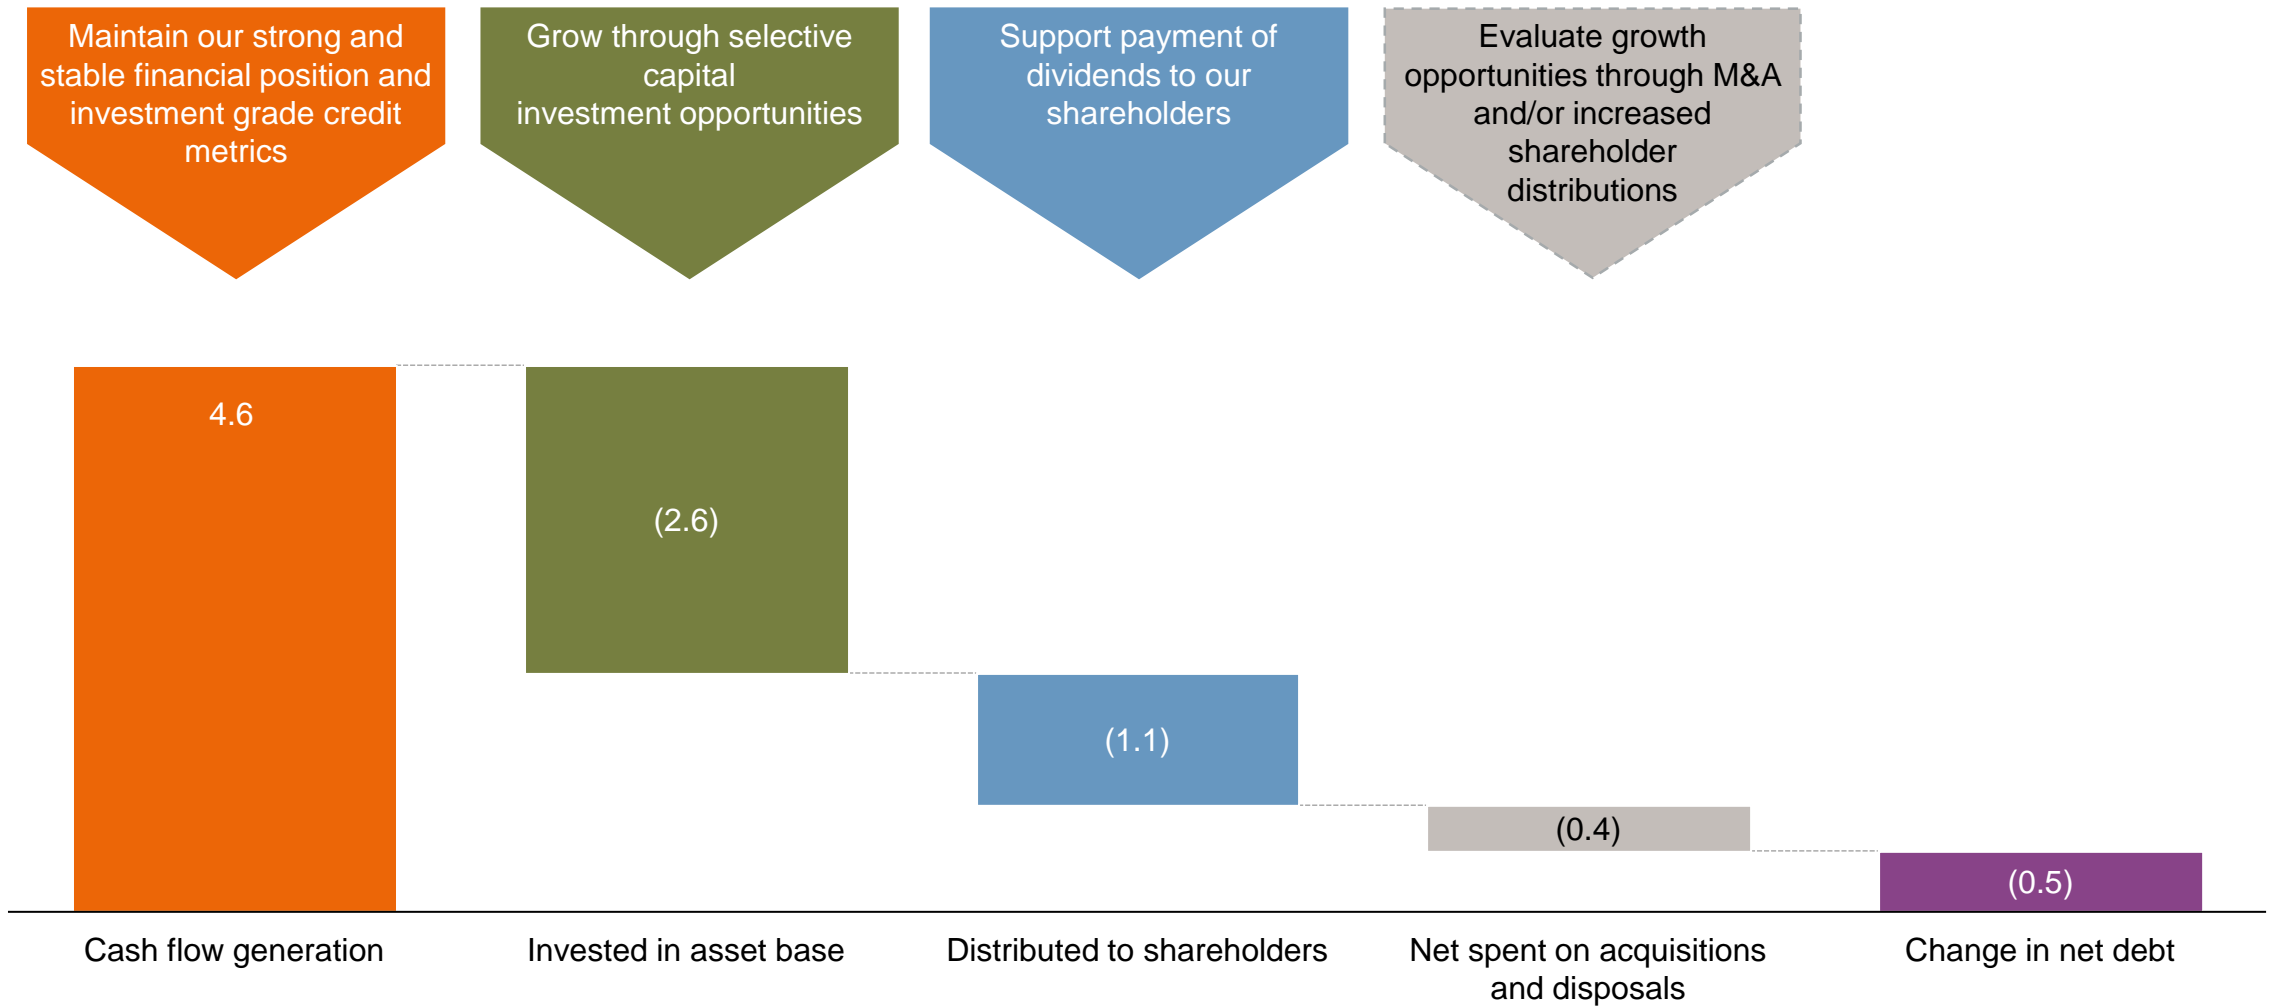 Maintain our strong and
stable financial position and
investment grade credit
metrics
Grow through selective
capital
investment opportunities
Support payment of
dividends to our
shareholders
Evaluate growth
opportunities through M&A
and/or increased
shareholder
distributions
4.6
(2.6)
(1.1)
(0.4)
(0.5)
Cash flow generation
Invested in asset base
Distributed to shareholders
Net spent on acquisitions
and disposals
Change in net debt